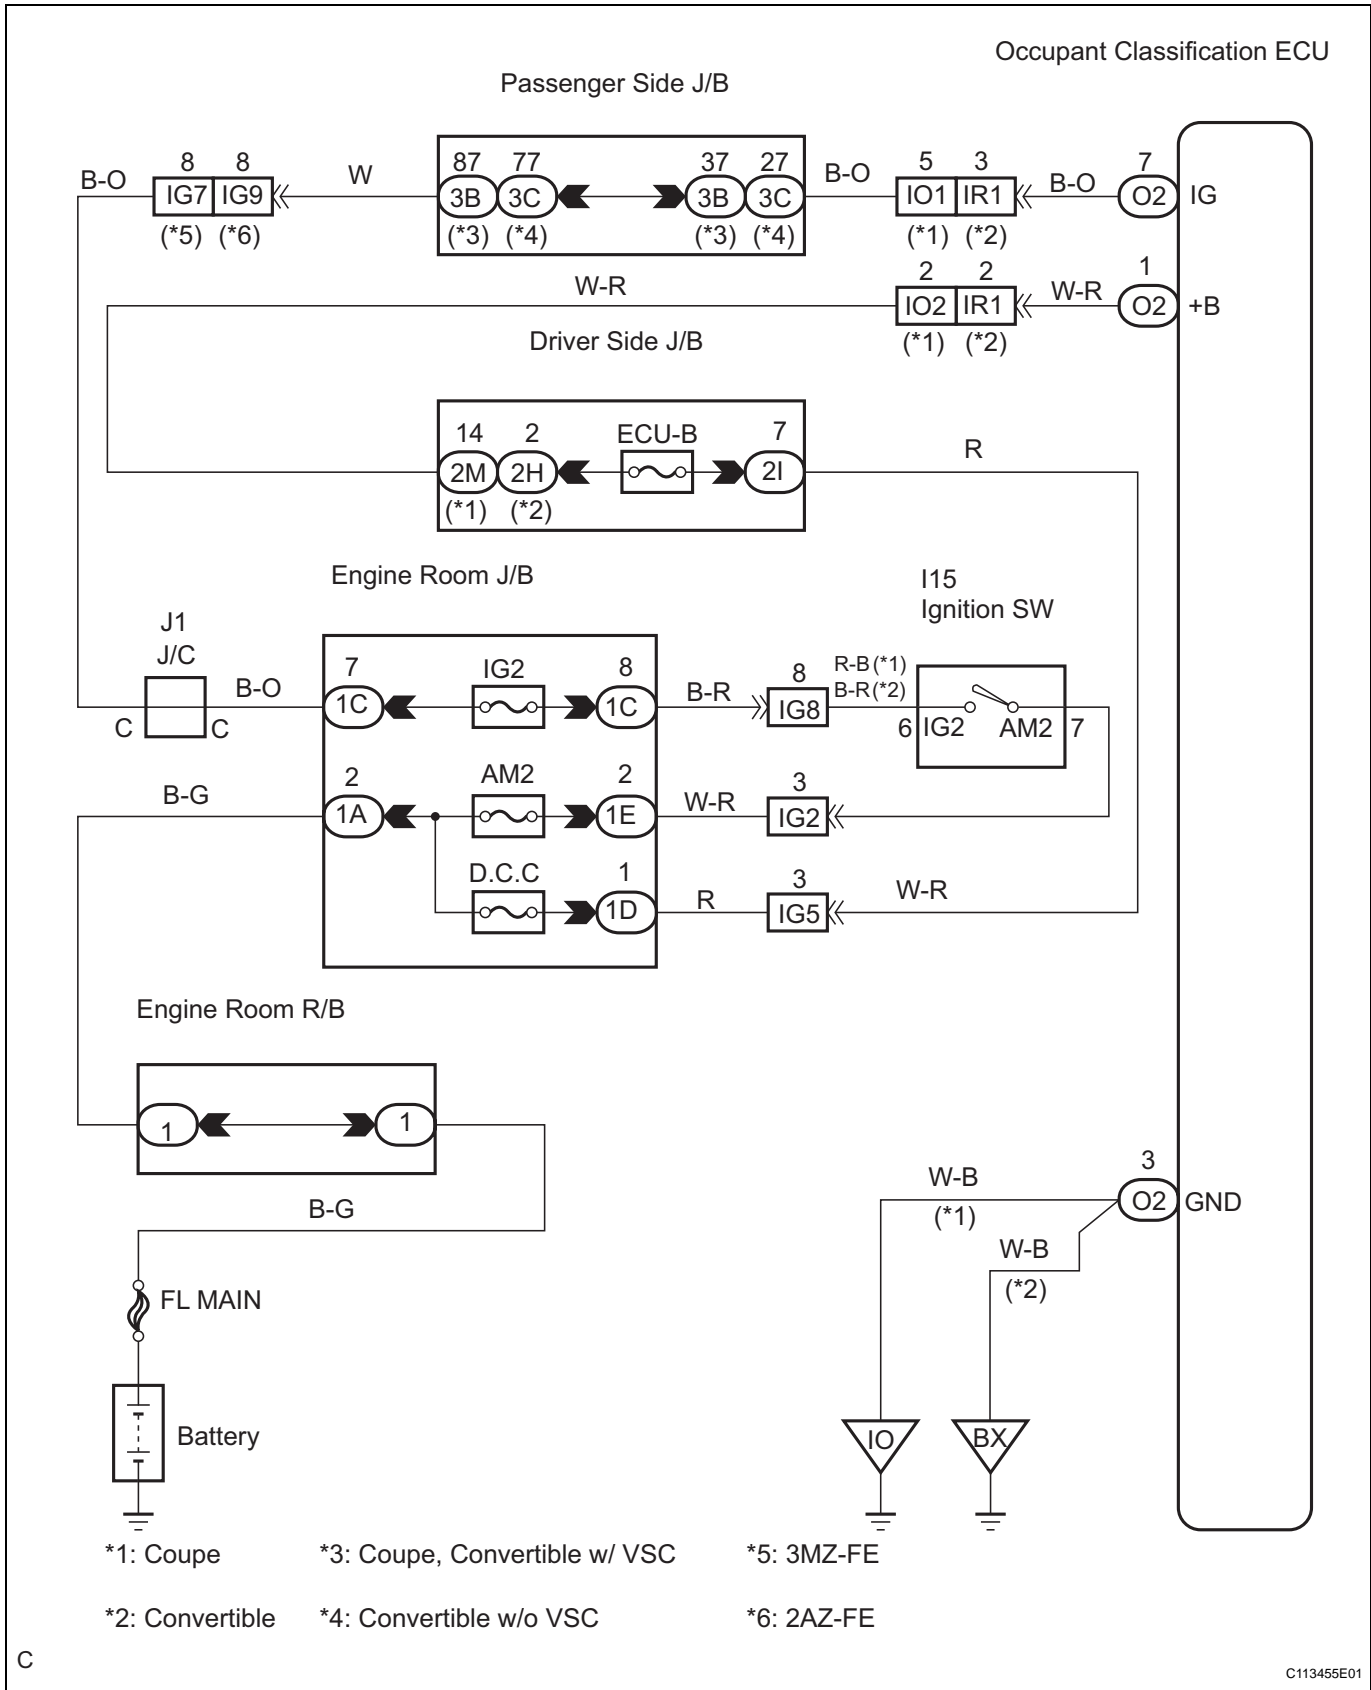 Occupant Classification ECU
Passenger Side J/B
8 8 87 77 37 27 5 3 7
B-O IG7 IG9 W 3B 3C 3B 3C B-O IO1 IR1 B-O O2 IG
(*5) (*6) (*3) (*4) (*3) (*4) (*1) (*2)
2 2 1
W-R IO2 IR1 W-R O2 +B
(*1) (*2)
Driver Side J/B
14 2 ECU-B 7
2M 2H 2I R
(*1) (*2)
Engine Room J/B
I15
Ignition SW
J1
J/C
7 IG2 8 8 R-B (*1)
B-O 1C 1C B-R IG8 B-R (*2)
C C 6 IG2 AM2 7
2 AM2 2 3
B-G 1A 1E W-R IG2
D.C.C 1 3
1D R IG5 W-R
Engine Room R/B
1 1
B-G
3
W-B O2 GND
(*1)
W-B
(*2)
FL MAIN
Battery
IO BX
*1: Coupe *3: Coupe, Convertible w/ VSC *5: 3MZ-FE
*2: Convertible *4: Convertible w/o VSC *6: 2AZ-FE
C
C113455E01